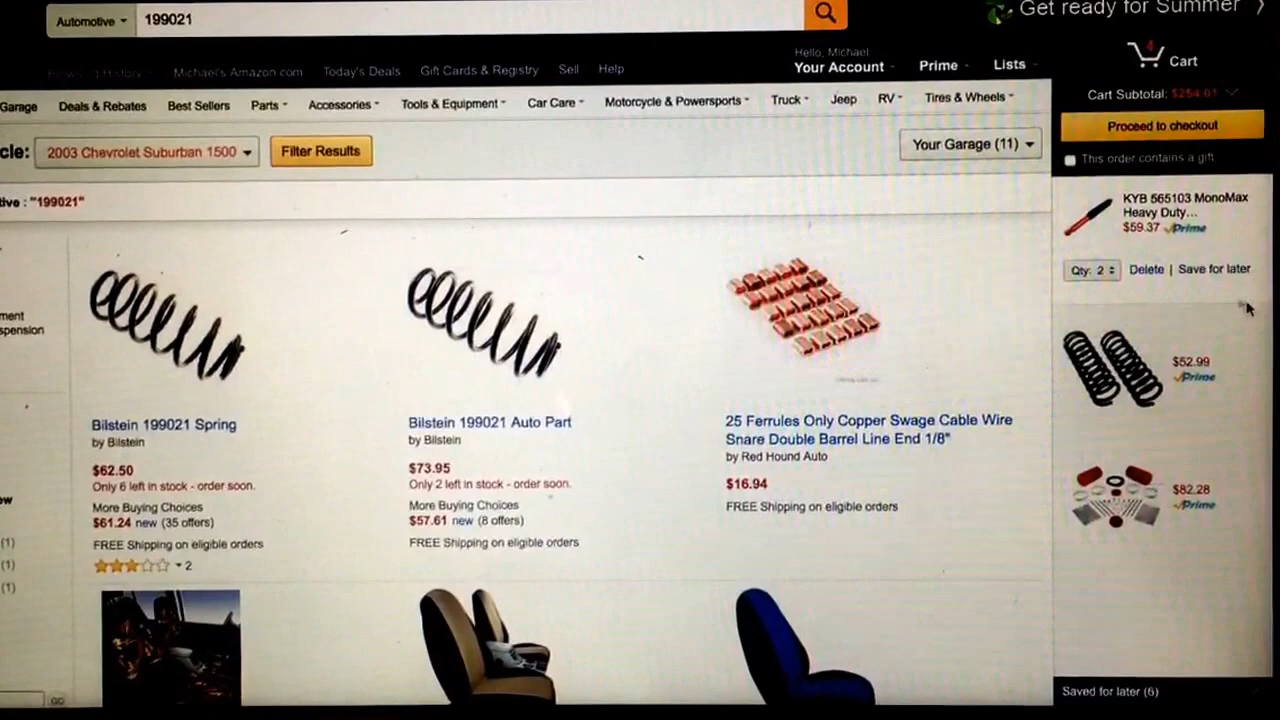 Automotive
199021
Get ready for Summer
Michael's Amazon.com
Today's Deals
Gift Cards & Registry
Sell
Help
Hello, Michael
Your Account
Prime
Lists
4
Cart
Garage
Deals & Rebates
Best Sellers
Parts
Accessories
Tools & Equipment
Car Care
Motorcycle & Powersports
Truck
Jeep
RV
Tires & Wheels
Cart Subtotal: $254.01
Proceed to checkout
This order contains a gift
cle:
2003 Chevrolet Suburban 1500
Filter Results
Your Garage (11)
tive : "199021"
KYB 565103 MonoMax
Heavy Duty...
$59.37 Prime
Qty: 2
Delete | Save for later
ment
spension
$52.99
Prime
Bilstein 199021 Spring
by Bilstein
$62.50
Only 6 left in stock - order soon.
More Buying Choices
$61.24 new (35 offers)
FREE Shipping on eligible orders
2
Bilstein 199021 Auto Part
by Bilstein
$73.95
Only 2 left in stock - order soon.
More Buying Choices
$57.61 new (8 offers)
FREE Shipping on eligible orders
25 Ferrules Only Copper Swage Cable Wire
Snare Double Barrel Line End 1/8"
by Red Hound Auto
$16.94
FREE Shipping on eligible orders
$82.28
Prime
ew
(1)
(1)
(1)
GO
Saved for later (6)